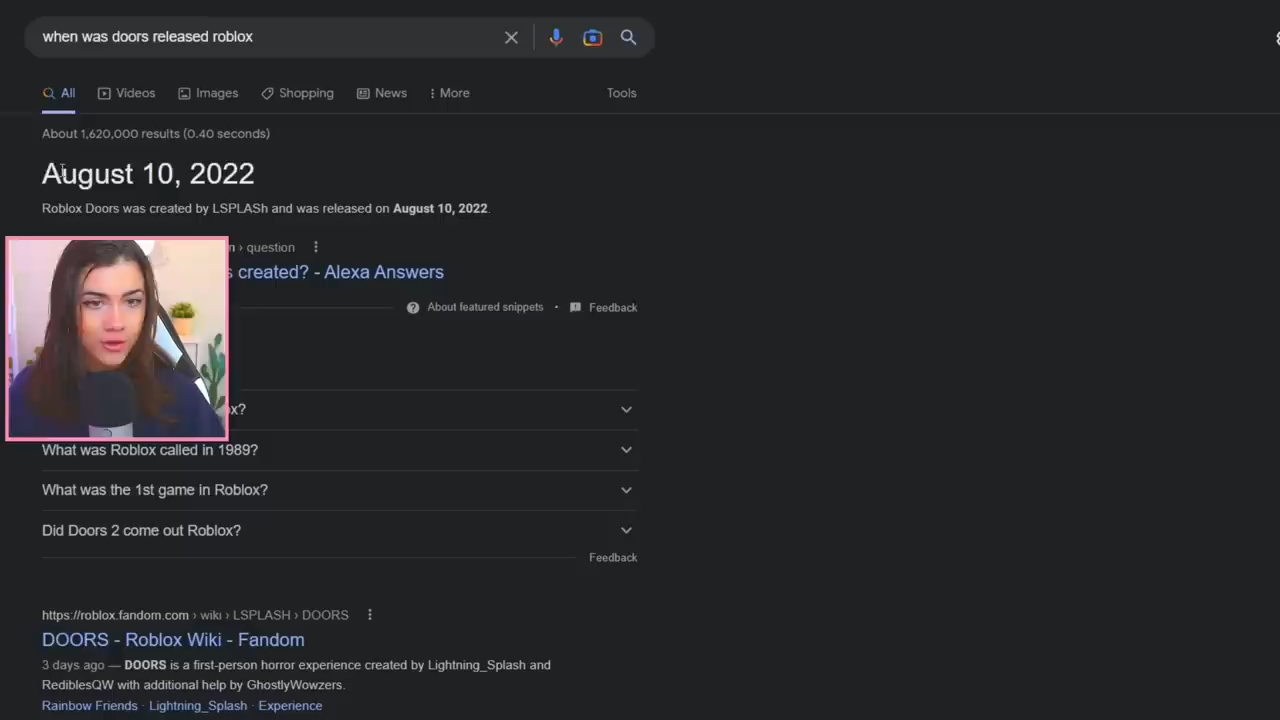 when was doors released roblox
All Videos Images Shopping News More Tools
About 1,620,000 results (0.40 seconds)
August 10, 2022
Roblox Doors was created by LSPLASh and was released on August 10, 2022.
› question
created? - Alexa Answers
About featured snippets • Feedback
What was Roblox called in 1989?
What was the 1st game in Roblox?
Did Doors 2 come out Roblox?
Feedback
https://roblox.fandom.com › wiki › LSPLASH › DOORS
DOORS - Roblox Wiki - Fandom
3 days ago — DOORS is a first-person horror experience created by Lightning_Splash and
RediblesQW with additional help by GhostlyWowzers.
Rainbow Friends · Lightning_Splash · Experience